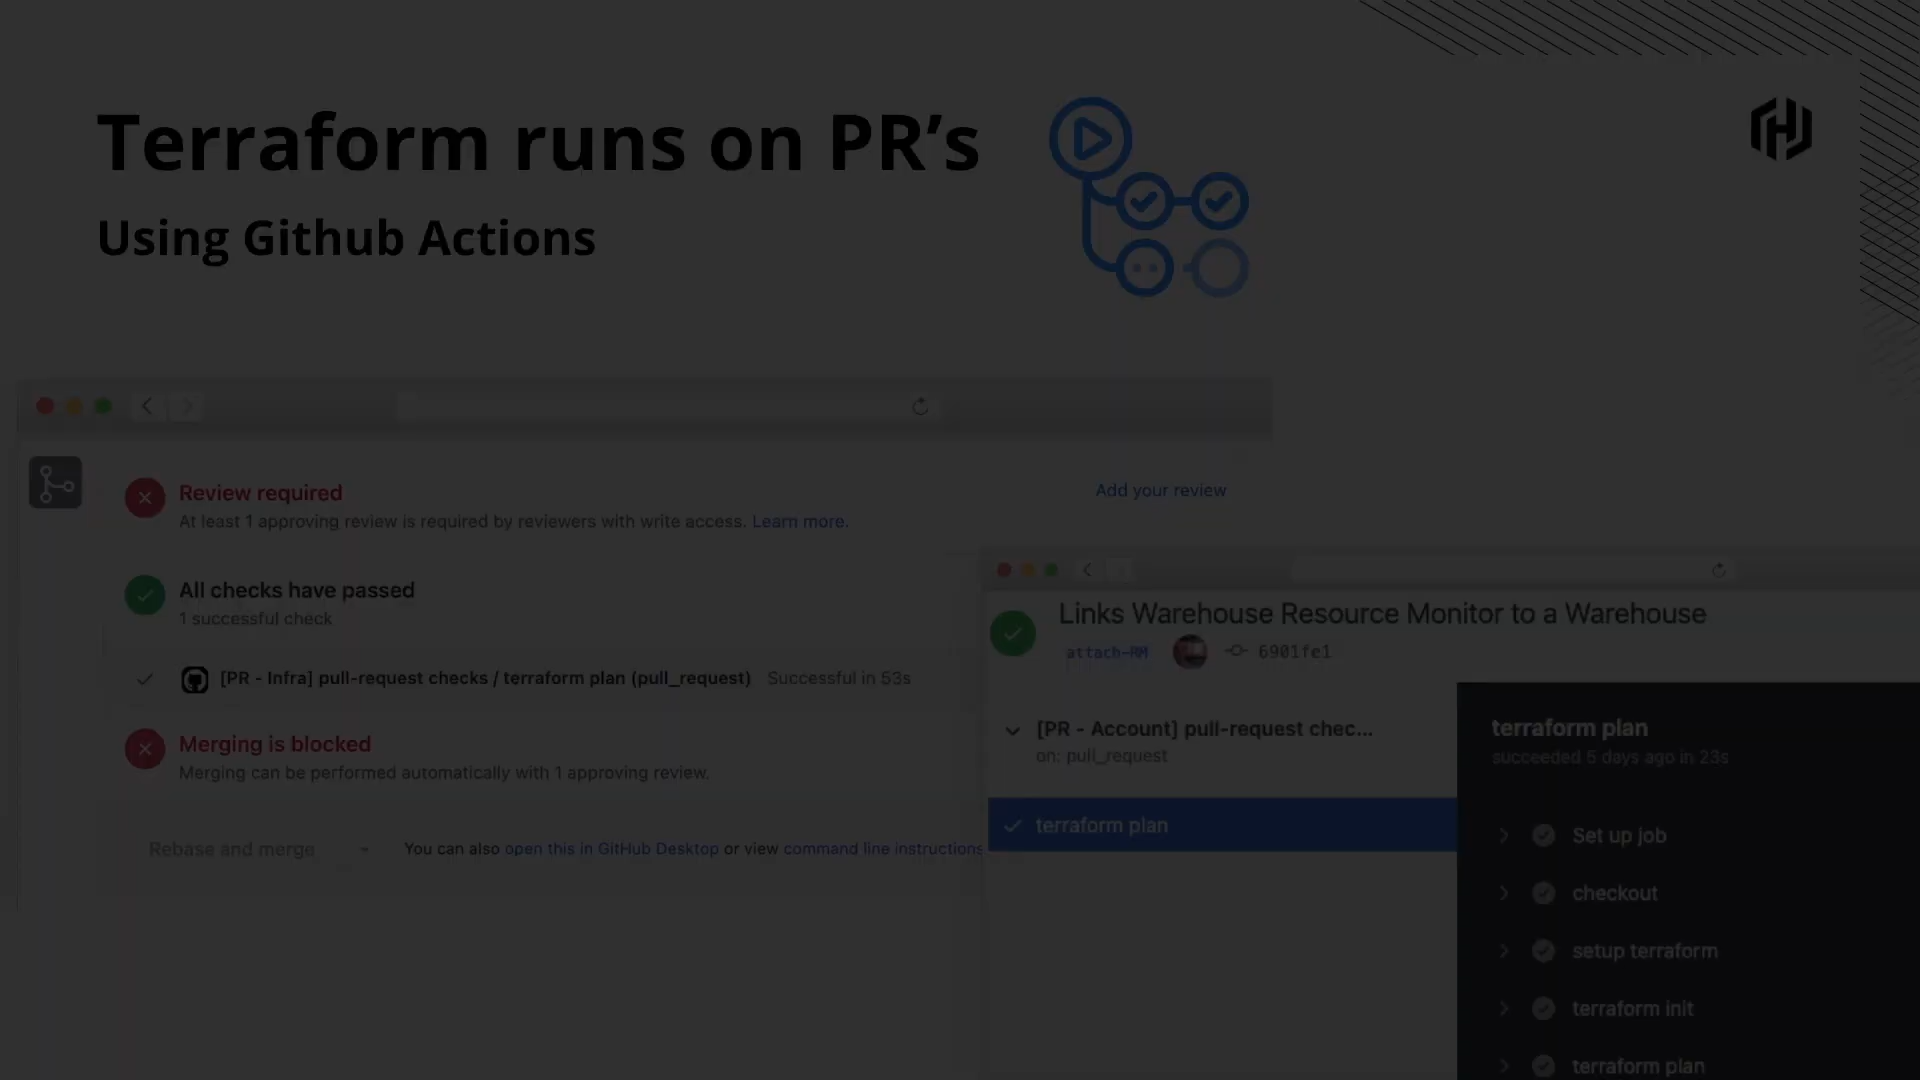 Terraform runs on PR’s
Using Github Actions
Review required
Add your review
At least 1 approving review is required by reviewers with write access. Learn more.
All checks have passed
1 successful check
[PR - Infra] pull-request checks / terraform plan (pull_request) Successful in 53s
Merging is blocked
Merging can be performed automatically with 1 approving review.
Rebase and merge
You can also open this in GitHub Desktop or view command line instructions
Links Warehouse Resource Monitor to a Warehouse
attach-RM 6901fe1
[PR - Account] pull-request chec...
on: pull_request
terraform plan
terraform plan
succeeded 5 days ago in 23s
Set up job
checkout
setup terraform
terraform init
terraform plan